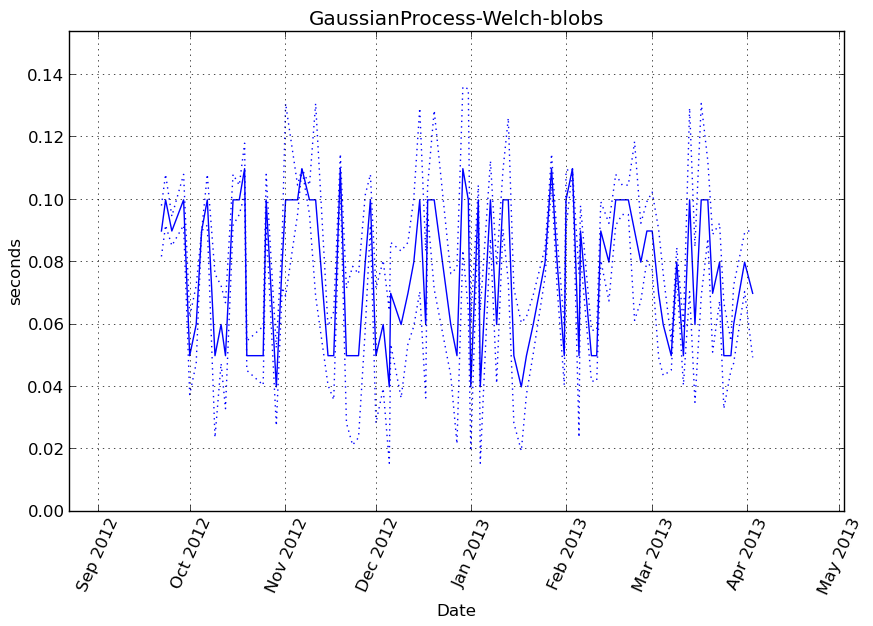 GaussianProcess-Welch-blobs
0.14
0.12
0.10
0.08
0.06
0.04
0.02
0.00
seconds
Sep 2012
Oct 2012
Nov 2012
Dec 2012
Jan 2013
Feb 2013
Mar 2013
Apr 2013
May 2013
Date